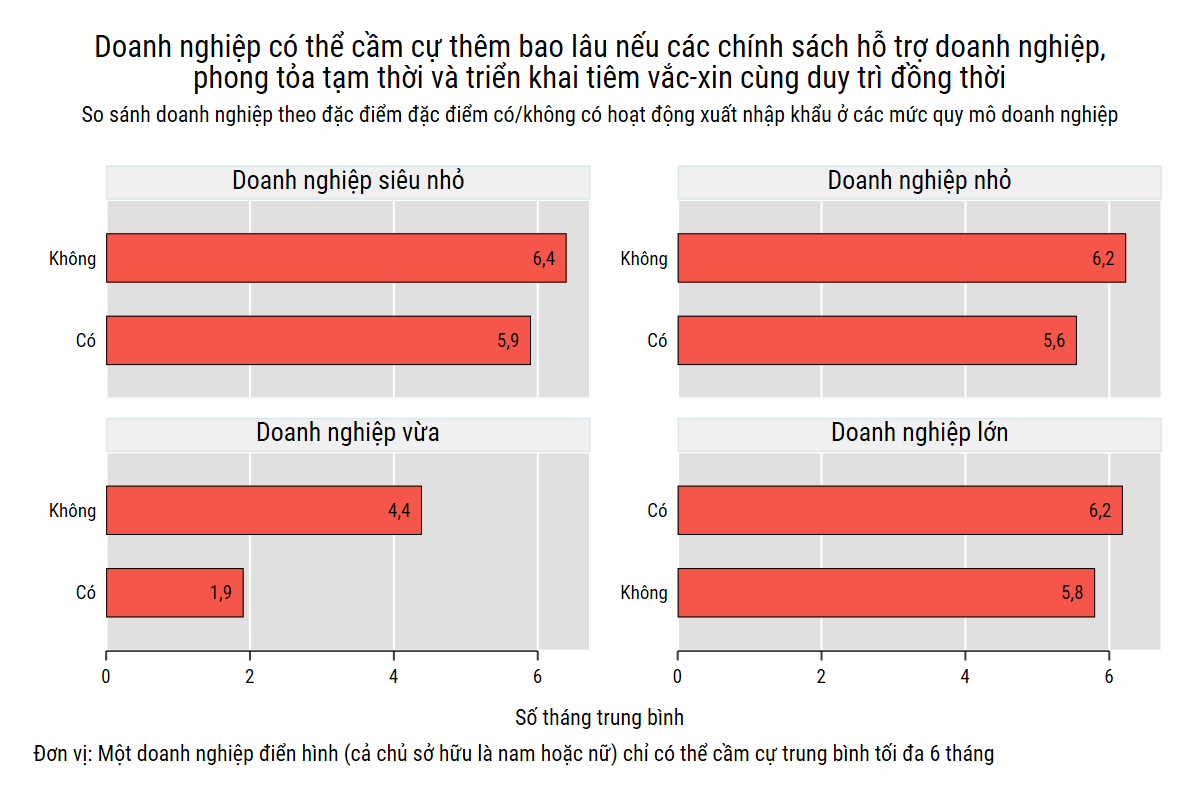 Doanh nghiệp có thể cầm cự thêm bao lâu nếu các chính sách hỗ trợ doanh nghiệp,
phong tỏa tạm thời và triển khai tiêm vắc-xin cùng duy trì đồng thời
So sánh doanh nghiệp theo đặc điểm đặc điểm có/không có hoạt động xuất nhập khẩu ở các mức quy mô doanh nghiệp
Doanh nghiệp siêu nhỏ
Không
6,4
Có
5,9
Doanh nghiệp nhỏ
Không
6,2
Có
5,6
Doanh nghiệp vừa
Không
4,4
Có
1,9
0 2 4 6
Doanh nghiệp lớn
Có
6,2
Không
5,8
0 2 4 6
Số tháng trung bình
Đơn vị: Một doanh nghiệp điển hình (cả chủ sở hữu là nam hoặc nữ) chỉ có thể cầm cự trung bình tối đa 6 tháng